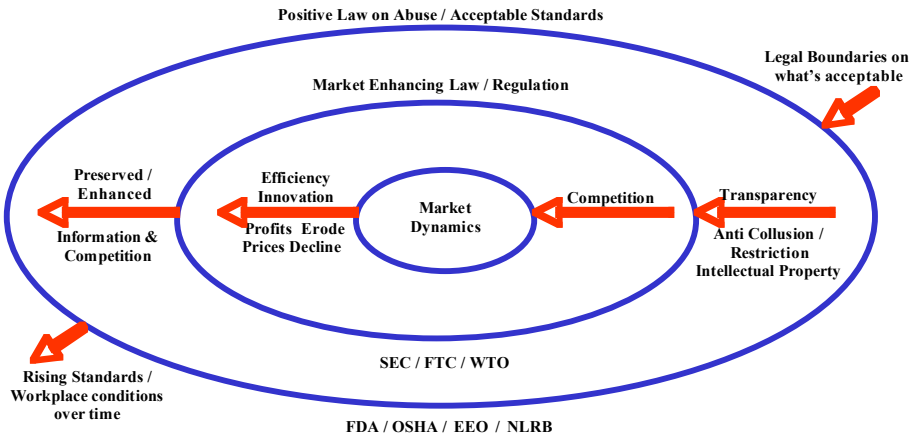 Positive Law on Abuse / Acceptable Standards
Legal Boundaries on
what's acceptable
Market Enhancing Law / Regulation
Preserved /
Enhanced
Information &
Competition
Efficiency
Innovation
Profits Erode
Prices Decline
Market
Dynamics
Competition
Transparency
Anti Collusion /
Restriction
Intellectual Property
SEC / FTC / WTO
Rising Standards /
Workplace conditions
over time
FDA / OSHA / EEO / NLRB